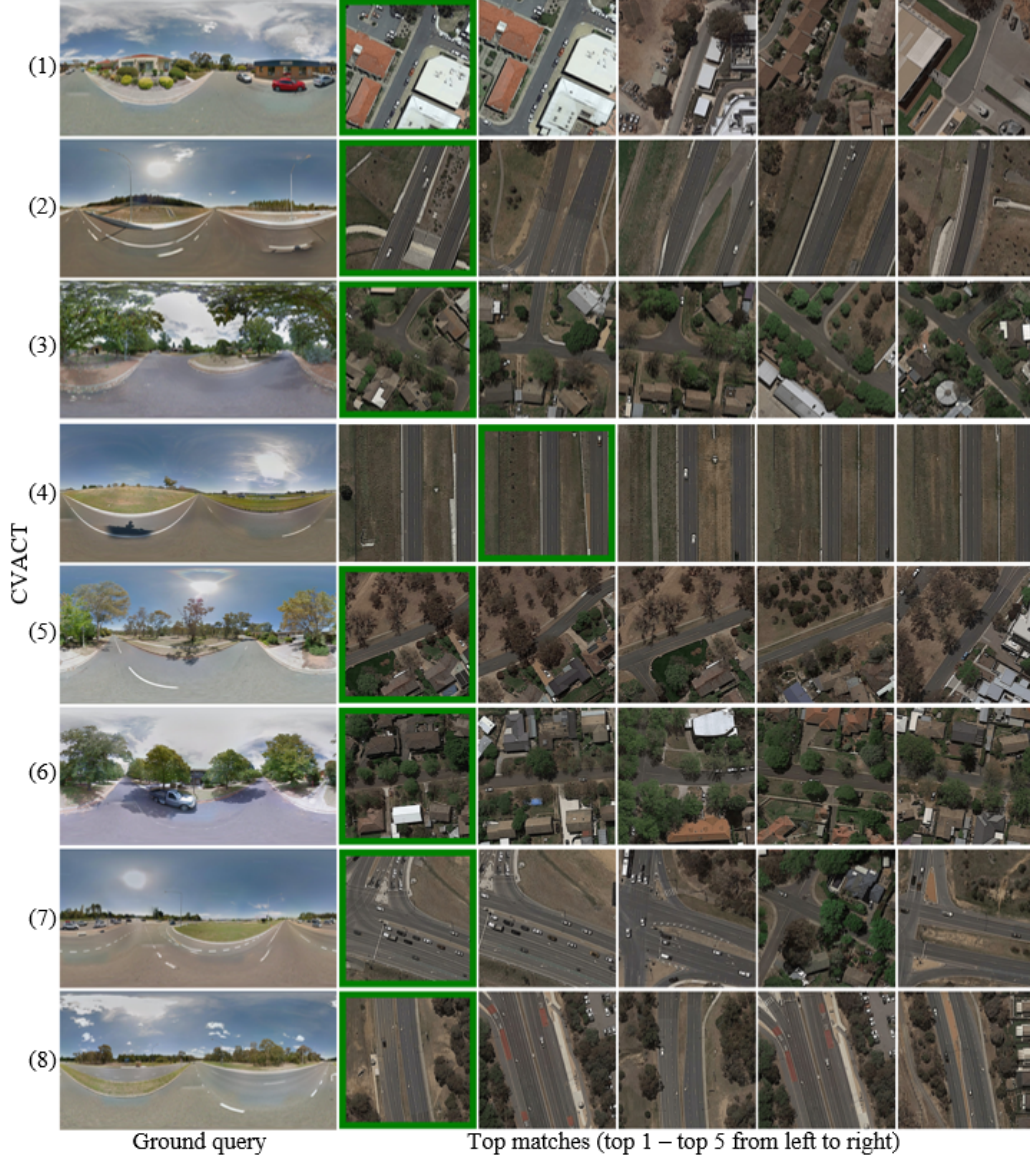 (1)
(2)
(3)
(4)
(5)
(6)
(7)
(8)
CVACT
Ground query
Top matches (top 1 – top 5 from left to right)